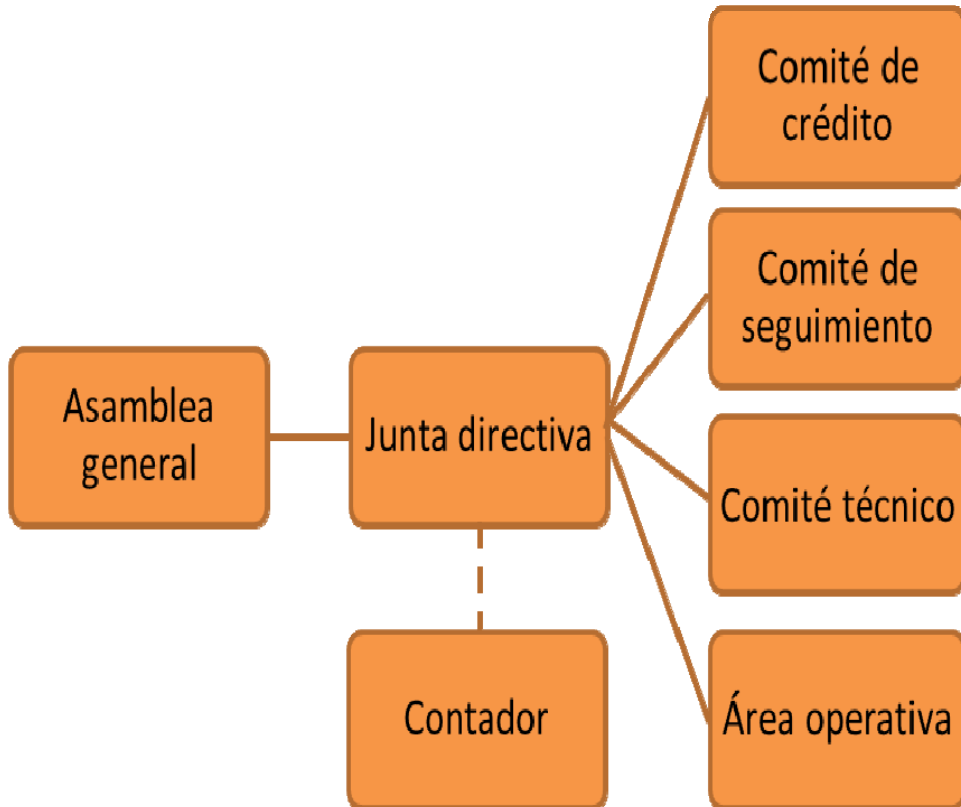 Comité de
crédito
Comité de
seguimiento
Asamblea
general
Junta directiva
Comité técnico
Contador
Área operativa